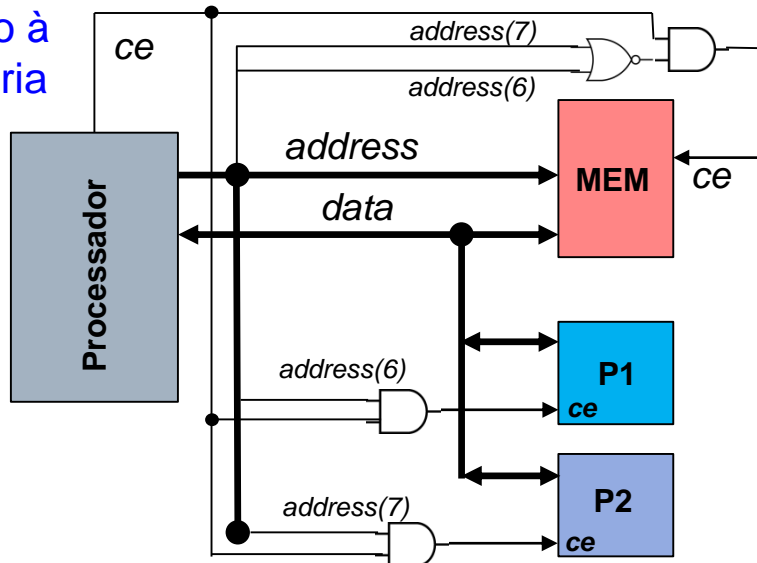 o à
ria
ce
address(7)
address(6)
address
MEM
ce
data
Processador
address(6)
P1
ce
address(7)
P2
ce